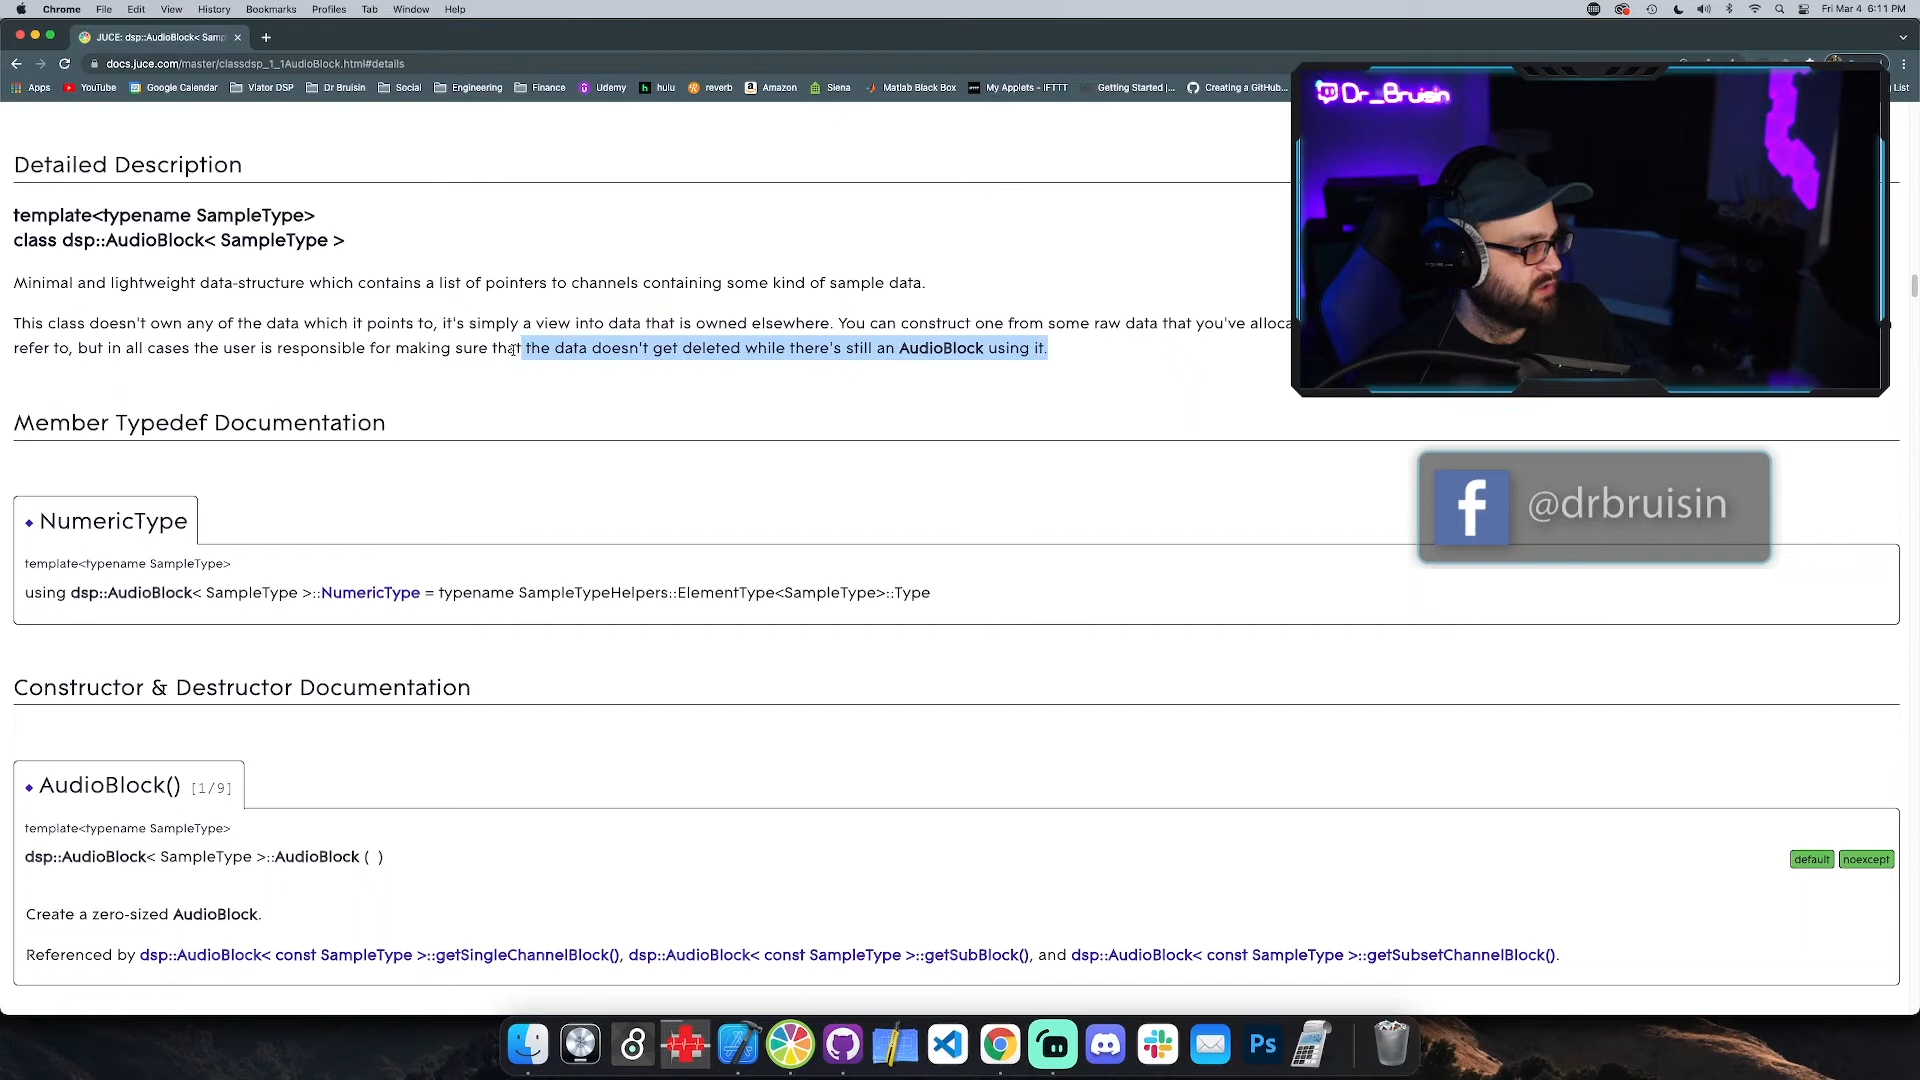 Chrome File Edit View History Bookmarks Profiles Tab Window Help Fri Mar 4 6:11 PM
JUCE: dsp::AudioBlock< Samp
docs.juce.com/master/classdsp_1_1AudioBlock.html#details
Apps YouTube Google Calendar Viator DSP Dr Bruisin Social Engineering Finance Udemy hulu reverb Amazon Siena Matlab Black Box My Applets - IFTTT Getting Started |... Creating a GitHub... List
Dr_Bruisin
Detailed Description
template<typename SampleType>
class dsp::AudioBlock< SampleType >
Minimal and lightweight data-structure which contains a list of pointers to channels containing some kind of sample data.
This class doesn't own any of the data which it points to, it's simply a view into data that is owned elsewhere. You can construct one from some raw data that you've alloca
refer to, but in all cases the user is responsible for making sure that the data doesn't get deleted while there's still an AudioBlock using it.
Member Typedef Documentation
@drbruisin
◆ NumericType
template<typename SampleType>
using dsp::AudioBlock< SampleType >::NumericType = typename SampleTypeHelpers::ElementType<SampleType>::Type
Constructor & Destructor Documentation
◆ AudioBlock() [1/9]
template<typename SampleType>
dsp::AudioBlock< SampleType >::AudioBlock ( ) default noexcept
Create a zero-sized AudioBlock.
Referenced by dsp::AudioBlock< const SampleType >::getSingleChannelBlock(), dsp::AudioBlock< const SampleType >::getSubBlock(), and dsp::AudioBlock< const SampleType >::getSubsetChannelBlock().
Ps